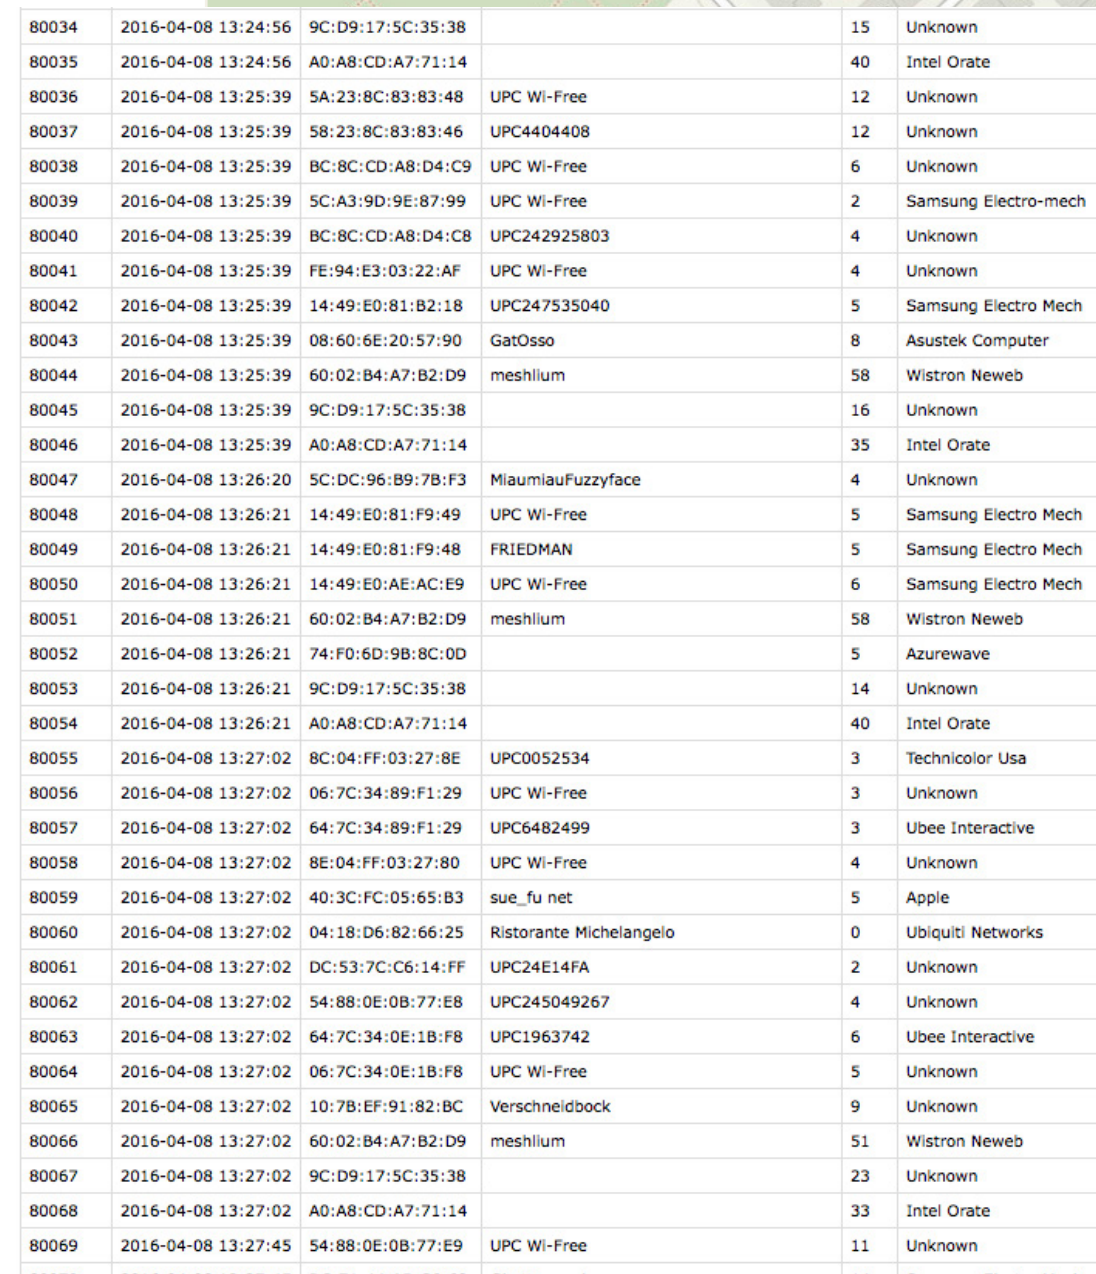 80034 2016-04-08 13:24:56 9C:D9:17:5C:35:38 15 Unknown
80035 2016-04-08 13:24:56 A0:A8:CD:A7:71:14 40 Intel Orate
80036 2016-04-08 13:25:39 5A:23:8C:83:83:48 UPC Wi-Free 12 Unknown
80037 2016-04-08 13:25:39 58:23:8C:83:83:46 UPC4404408 12 Unknown
80038 2016-04-08 13:25:39 BC:8C:CD:A8:D4:C9 UPC Wi-Free 6 Unknown
80039 2016-04-08 13:25:39 5C:A3:9D:9E:87:99 UPC Wi-Free 2 Samsung Electro-mech
80040 2016-04-08 13:25:39 BC:8C:CD:A8:D4:C8 UPC242925803 4 Unknown
80041 2016-04-08 13:25:39 FE:94:E3:03:22:AF UPC Wi-Free 4 Unknown
80042 2016-04-08 13:25:39 14:49:E0:81:B2:18 UPC247535040 5 Samsung Electro Mech
80043 2016-04-08 13:25:39 08:60:6E:20:57:90 GatOsso 8 Asustek Computer
80044 2016-04-08 13:25:39 60:02:B4:A7:B2:D9 meshlium 58 Wistron Neweb
80045 2016-04-08 13:25:39 9C:D9:17:5C:35:38 16 Unknown
80046 2016-04-08 13:25:39 A0:A8:CD:A7:71:14 35 Intel Orate
80047 2016-04-08 13:26:20 5C:DC:96:B9:7B:F3 MiaumiauFuzzyface 4 Unknown
80048 2016-04-08 13:26:21 14:49:E0:81:F9:49 UPC Wi-Free 5 Samsung Electro Mech
80049 2016-04-08 13:26:21 14:49:E0:81:F9:48 FRIEDMAN 5 Samsung Electro Mech
80050 2016-04-08 13:26:21 14:49:E0:AE:AC:E9 UPC Wi-Free 6 Samsung Electro Mech
80051 2016-04-08 13:26:21 60:02:B4:A7:B2:D9 meshlium 58 Wistron Neweb
80052 2016-04-08 13:26:21 74:F0:6D:9B:8C:0D 5 Azurewave
80053 2016-04-08 13:26:21 9C:D9:17:5C:35:38 14 Unknown
80054 2016-04-08 13:26:21 A0:A8:CD:A7:71:14 40 Intel Orate
80055 2016-04-08 13:27:02 8C:04:FF:03:27:8E UPC0052534 3 Technicolor Usa
80056 2016-04-08 13:27:02 06:7C:34:89:F1:29 UPC Wi-Free 3 Unknown
80057 2016-04-08 13:27:02 64:7C:34:89:F1:29 UPC6482499 3 Ubee Interactive
80058 2016-04-08 13:27:02 8E:04:FF:03:27:80 UPC Wi-Free 4 Unknown
80059 2016-04-08 13:27:02 40:3C:FC:05:65:B3 sue_fu net 5 Apple
80060 2016-04-08 13:27:02 04:18:D6:82:66:25 Ristorante Michelangelo 0 Ubiquiti Networks
80061 2016-04-08 13:27:02 DC:53:7C:C6:14:FF UPC24E14FA 2 Unknown
80062 2016-04-08 13:27:02 54:88:0E:0B:77:E8 UPC245049267 4 Unknown
80063 2016-04-08 13:27:02 64:7C:34:0E:1B:F8 UPC1963742 6 Ubee Interactive
80064 2016-04-08 13:27:02 06:7C:34:0E:1B:F8 UPC Wi-Free 5 Unknown
80065 2016-04-08 13:27:02 10:7B:EF:91:82:BC Verschneidbock 9 Unknown
80066 2016-04-08 13:27:02 60:02:B4:A7:B2:D9 meshlium 51 Wistron Neweb
80067 2016-04-08 13:27:02 9C:D9:17:5C:35:38 23 Unknown
80068 2016-04-08 13:27:02 A0:A8:CD:A7:71:14 33 Intel Orate
80069 2016-04-08 13:27:45 54:88:0E:0B:77:E9 UPC Wi-Free 11 Unknown